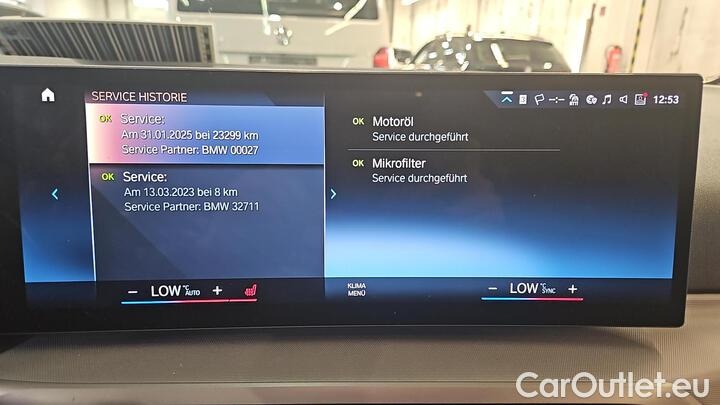 SERVICE HISTORIE
12:53
OK Service:
Am 31.01.2025 bei 23299 km
Service Partner: BMW 00027
OK Service:
Am 13.03.2023 bei 8 km
Service Partner: BMW 32711
OK Motoröl
Service durchgeführt
OK Mikrofilter
Service durchgeführt
− LOW °C AUTO +
KLIMA
MENÜ
− LOW °C SYNC +
CarOutlet.eu